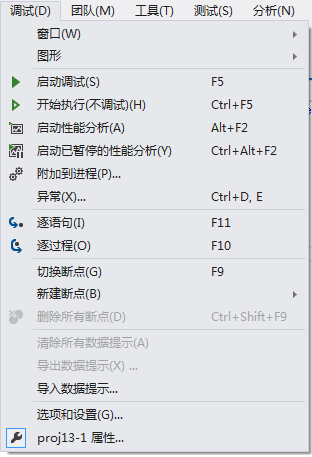 调试(D) 团队(M) 工具(T) 测试(S) 分析(N)
窗口(W)
图形
启动调试(S) F5
开始执行(不调试)(H) Ctrl+F5
启动性能分析(A) Alt+F2
启动已暂停的性能分析(Y) Ctrl+Alt+F2
附加到进程(P)...
异常(X)... Ctrl+D, E
逐语句(I) F11
逐过程(O) F10
切换断点(G) F9
新建断点(B)
删除所有断点(D) Ctrl+Shift+F9
清除所有数据提示(A)
导出数据提示(X) ...
导入数据提示...
选项和设置(G)...
proj13-1 属性...